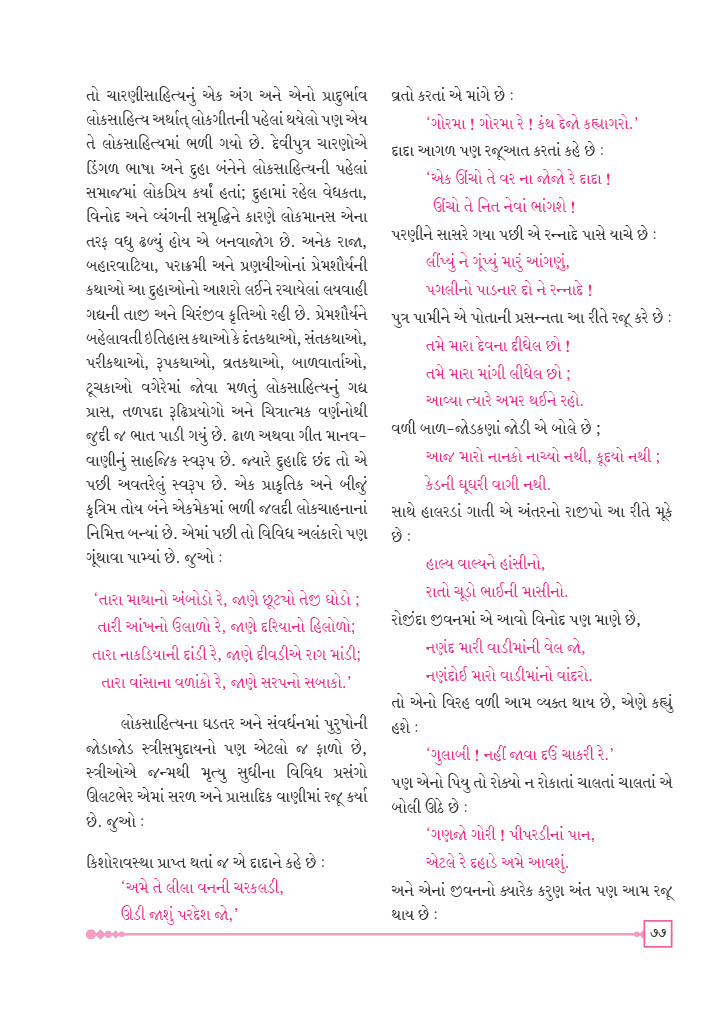 તો ચારણીસાહિત્યનું એક અંગ અને એનો પ્રાદુર્ભાવ
લોકસાહિત્ય અર્થાત્ લોકગીતની પહેલાં થયેલો પણ એય
તે લોકસાહિત્યમાં ભળી ગયો છે. દેવીપુત્ર ચારણોએ
ડિંગળ ભાષા અને દુહા બંનેને લોકસાહિત્યની પહેલાં
સમાજમાં લોકપ્રિય કર્યાં હતાં; દુહામાં રહેલ વેધકતા,
વિનોદ અને વ્યંગની સમૃદ્ધિને કારણે લોકમાનસ એના
તરફ વધુ ઢળ્યું હોય એ બનવાજોગ છે. અનેક રાજા,
બહારવાટિયા, પરાક્રમી અને પ્રણયીઓનાં પ્રેમશૌર્યની
કથાઓ આ દુહાઓનો આશરો લઈને રચાયેલાં લયવાહી
ગદ્યની તાજી અને ચિરંજીવ કૃતિઓ રહી છે. પ્રેમશૌર્યને
બહેલાવતી ઇતિહાસ કથાઓ કે દંતકથાઓ, સંતકથાઓ,
પરીકથાઓ, રૂપકથાઓ, વ્રતકથાઓ, બાળવાર્તાઓ,
ટૂચકાઓ વગેરેમાં જોવા મળતું લોકસાહિત્યનું ગદ્ય
પ્રાસ, તળપદા રૂઢિપ્રયોગો અને ચિત્રાત્મક વર્ણનોથી
જુદી જ ભાત પાડી ગયું છે. ઢાળ અથવા ગીત માનવ-
વાણીનું સાહજિક સ્વરૂપ છે. જ્યારે દુહાદિ છંદ તો એ
પછી અવતરેલું સ્વરૂપ છે. એક પ્રાકૃતિક અને બીજું
કૃત્રિમ તોય બંને એકમેકમાં ભળી જલદી લોકચાહનાનાં
નિમિત્ત બન્યાં છે. એમાં પછી તો વિવિધ અલંકારો પણ
ગૂંથાવા પામ્યાં છે. જુઓ :
‘તારા માથાનો અંબોડો રે, જાણે છૂટ્યો તેજી ઘોડો ;
તારી આંખનો ઉલાળો રે, જાણે દરિયાનો હિલોળો;
તારા નાકડિયાની દાંડી રે, જાણે દીવડીએ રાગ માંડી;
તારા વાંસાના વળાંકો રે, જાણે સરપનો સબાકો.’
લોકસાહિત્યના ઘડતર અને સંવર્ધનમાં પુરુષોની
જોડાજોડ સ્ત્રીસમુદાયનો પણ એટલો જ ફાળો છે,
સ્ત્રીઓએ જન્મથી મૃત્યુ સુધીના વિવિધ પ્રસંગો
ઊલટભેર એમાં સરળ અને પ્રાસાદિક વાણીમાં રજૂ કર્યા
છે. જુઓ :
કિશોરાવસ્થા પ્રાપ્ત થતાં જ એ દાદાને કહે છે :
‘અમે તે લીલા વનની ચરકલડી,
ઊડી જાશું પરદેશ જો,’
વ્રતો કરતાં એ માંગે છે :
‘ગોરમા ! ગોરમા રે ! કંથ દેજો કહ્યાગરો.’
દાદા આગળ પણ રજૂઆત કરતાં કહે છે :
‘એક ઊંચો તે વર ના જોજો રે દાદા !
ઊંચો તે નિત નેવાં ભાંગશે !
પરણીને સાસરે ગયા પછી એ રન્નાદે પાસે યાચે છે :
લીંપ્યું ને ગૂંપ્યું મારું આંગણું,
પગલીનો પાડનાર દો ને રન્નાદે !
પુત્ર પામીને એ પોતાની પ્રસન્નતા આ રીતે રજૂ કરે છે :
તમે મારા દેવના દીધેલ છો !
તમે મારા માંગી લીધેલ છો ;
આવ્યા ત્યારે અમર થઈને રહો.
વળી બાળ-જોડકણાં જોડી એ બોલે છે ;
આજ મારો નાનકો નાચ્યો નથી, કૂદયો નથી ;
કેડની ઘૂઘરી વાગી નથી.
સાથે હાલરડાં ગાતી એ અંતરનો રાજીપો આ રીતે મૂકે
છે :
હાલ્ય વાલ્યને હાંસીનો,
રાતો ચૂડો ભાઈની માસીનો.
રોજીંદા જીવનમાં એ આવો વિનોદ પણ માણે છે,
નણંદ મારી વાડીમાંની વેલ જો,
નણંદોઈ મારો વાડીમાંનો વાંદરો.
તો એનો વિરહ વળી આમ વ્યક્ત થાય છે, એણે કહ્યું
હશે :
‘ગુલાબી ! નહીં જાવા દઉં ચાકરી રે.’
પણ એનો પિયુ તો રોક્યો ન રોકાતાં ચાલતાં ચાલતાં એ
બોલી ઊઠે છે :
‘ગણજો ગોરી ! પીપરડીનાં પાન,
એટલે રે દહાડે અમે આવશું.
અને એનાં જીવનનો ક્યારેક કરુણ અંત પણ આમ રજૂ
થાય છે :
૭૭